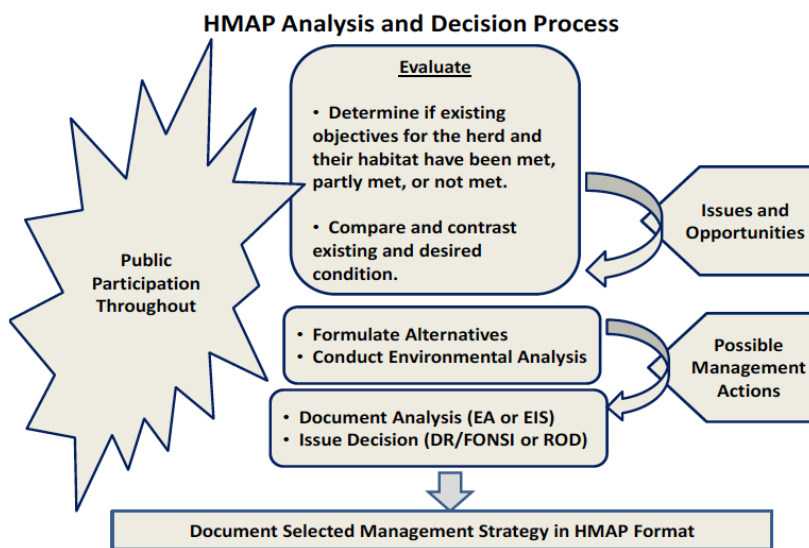 HMAP Analysis and Decision Process
Evaluate
• Determine if existing
objectives for the herd and
their habitat have been met,
partly met, or not met.
• Compare and contrast
existing and desired
condition.
Issues and
Opportunities
Public
Participation
Throughout
• Formulate Alternatives
• Conduct Environmental Analysis
Possible
Management
Actions
• Document Analysis (EA or EIS)
• Issue Decision (DR/FONSI or ROD)
Document Selected Management Strategy in HMAP Format